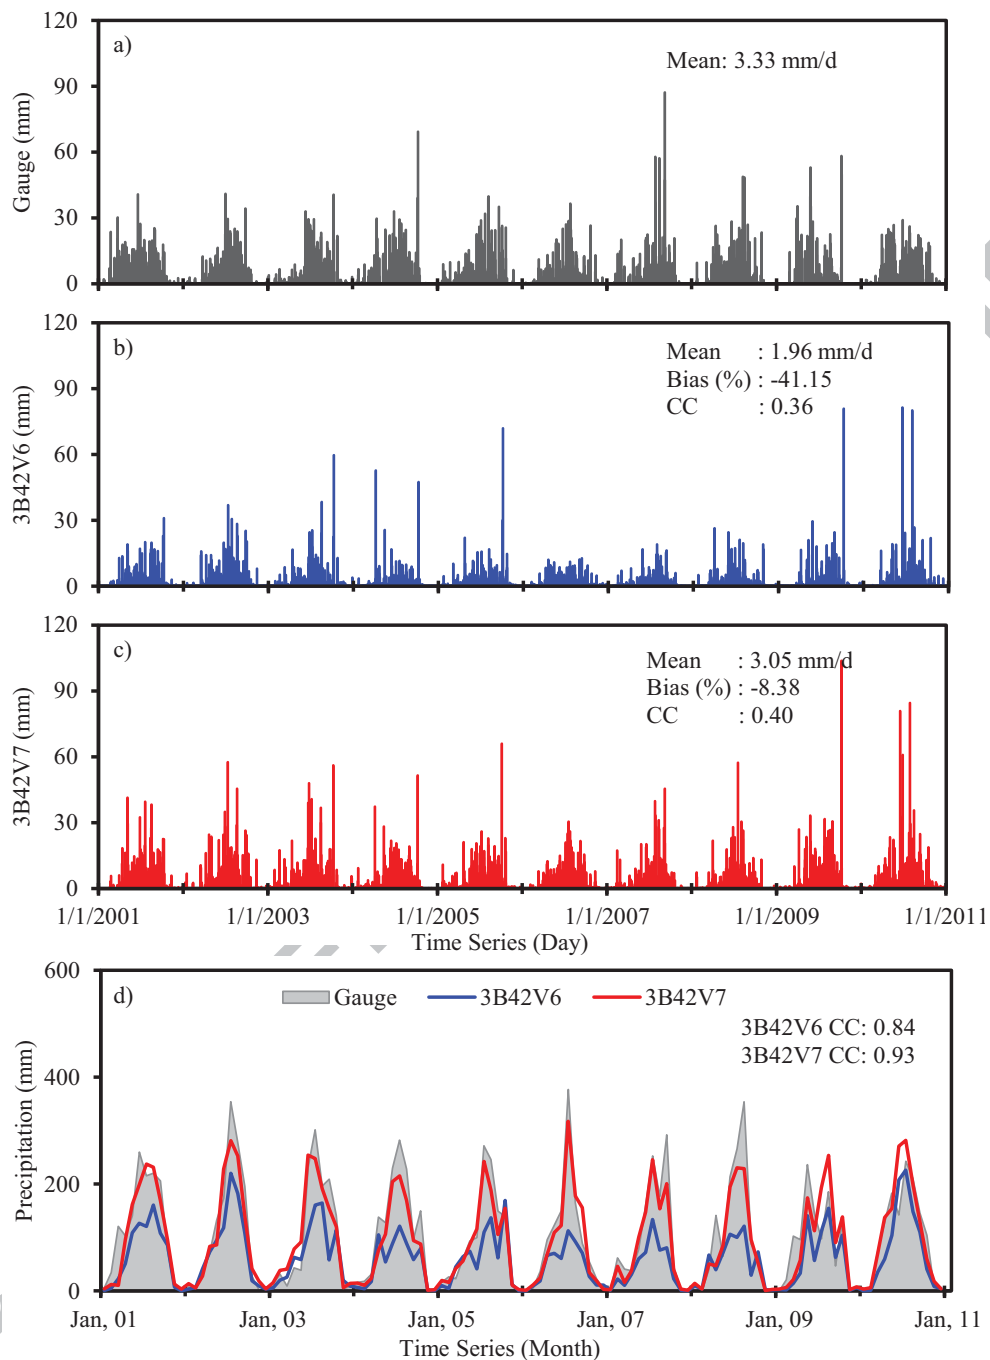 120
a)
Mean: 3.33 mm/d
90
60
30
0
Gauge (mm)
120
b)
Mean : 1.96 mm/d
Bias (%) : -41.15
CC : 0.36
90
60
30
0
3B42V6 (mm)
120
c)
Mean : 3.05 mm/d
Bias (%) : -8.38
CC : 0.40
90
60
30
0
3B42V7 (mm)
1/1/2001 1/1/2003 1/1/2005 1/1/2007 1/1/2009 1/1/2011
Time Series (Day)
600
d)
Gauge 3B42V6 3B42V7
3B42V6 CC: 0.84
3B42V7 CC: 0.93
400
200
0
Precipitation (mm)
Jan, 01 Jan, 03 Jan, 05 Jan, 07 Jan, 09 Jan, 11
Time Series (Month)